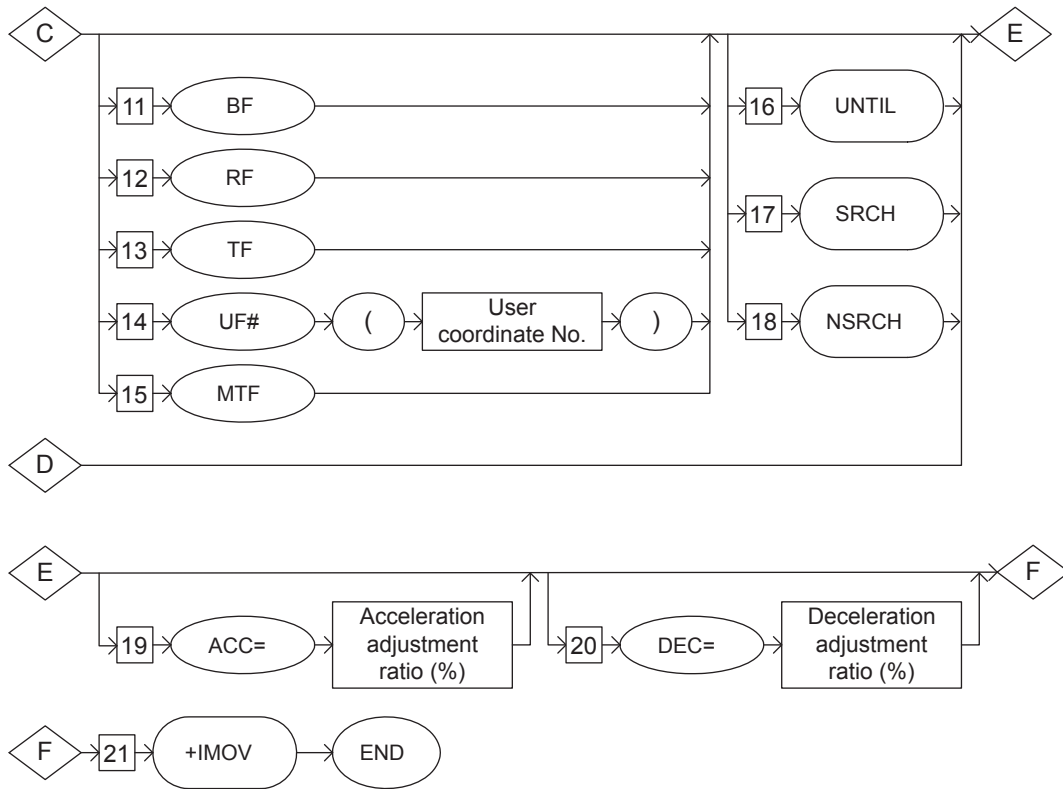 C
E
11
BF
16
UNTIL
12
RF
17
SRCH
13
TF
14
UF#
(
User
coordinate No.
)
18
NSRCH
15
MTF
D
E
F
19
ACC=
Acceleration
adjustment
ratio (%)
20
DEC=
Deceleration
adjustment
ratio (%)
F
21
+IMOV
END